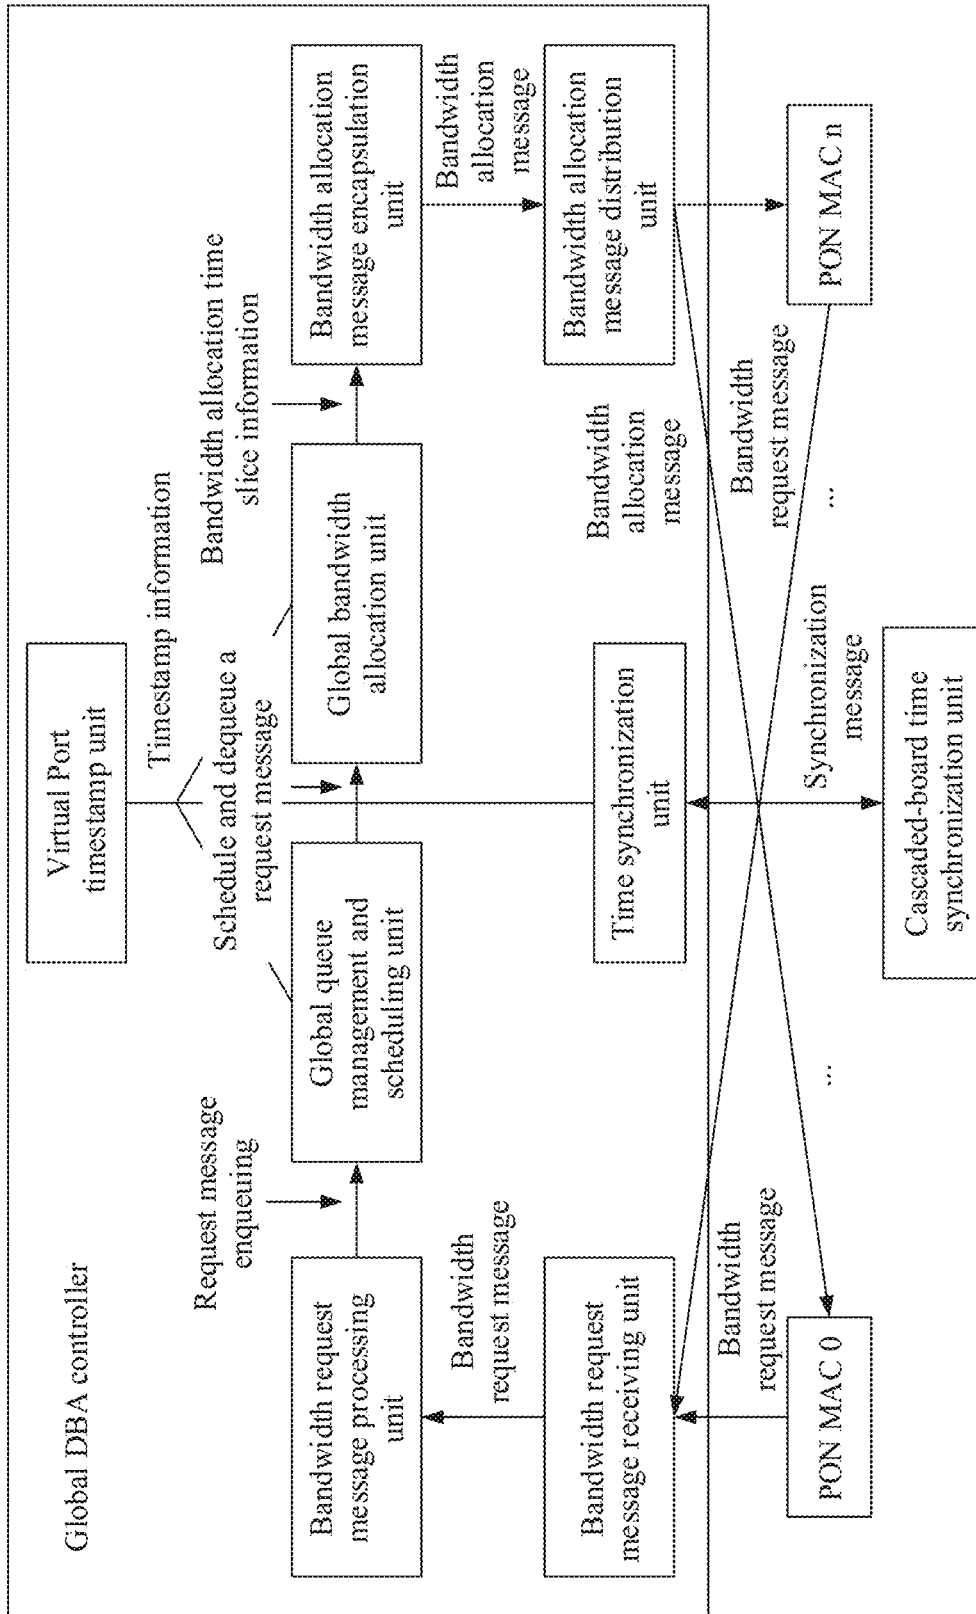 Global DBA controller
Virtual Port
timestamp unit
Timestamp information
Request message
enqueuing
Schedule and dequeue a
request message
Bandwidth allocation time
slice information
Bandwidth request
message processing
unit
Global queue
management and
scheduling unit
Global bandwidth
allocation unit
Bandwidth allocation
message encapsulation
unit
Bandwidth
request message
Bandwidth
allocation
message
Bandwidth request
message receiving unit
Time synchronization
unit
Bandwidth
allocation
message
Bandwidth allocation
message distribution
unit
Bandwidth
request message
Synchronization
message
Bandwidth
request message
...
...
PON MAC 0
Cascaded-board time
synchronization unit
PON MAC n